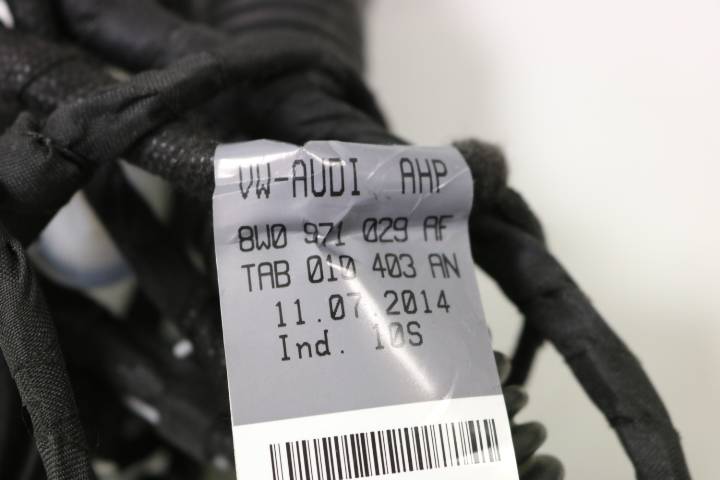 VW-AUDI AHP
8W0 971 029 AF
TAB 010 403 AN
11.07.2014
Ind. 10S